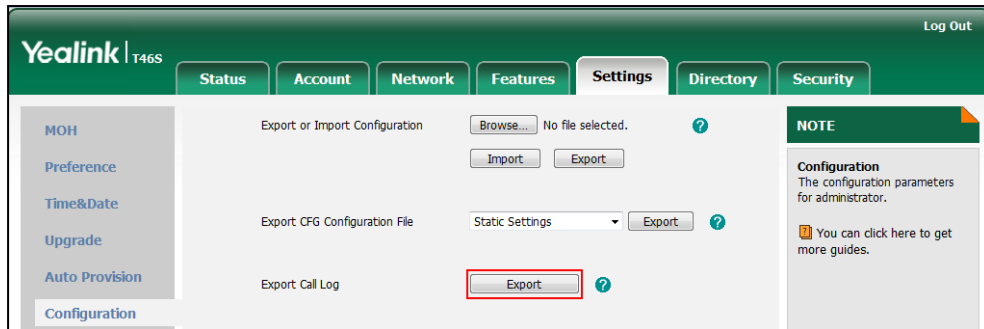 Log Out
Yealink | T46S
Status Account Network Features Settings Directory Security
MOH
Preference
Time&Date
Upgrade
Auto Provision
Configuration
Export or Import Configuration Browse... No file selected. ?
Import Export
Export CFG Configuration File Static Settings Export ?
Export Call Log Export ?
NOTE
Configuration
The configuration parameters
for administrator.
? You can click here to get
more guides.